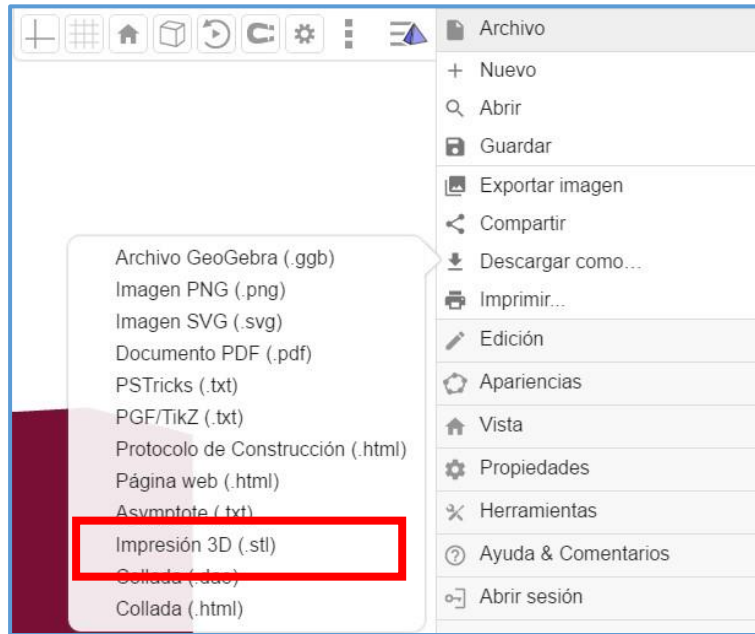 Archivo
Nuevo
Abrir
Guardar
Exportar imagen
Compartir
Descargar como...
Imprimir...
Edición
Apariencias
Vista
Propiedades
Herramientas
Ayuda & Comentarios
Abrir sesión
Archivo GeoGebra (.ggb)
Imagen PNG (.png)
Imagen SVG (.svg)
Documento PDF (.pdf)
PSTricks (.txt)
PGF/TikZ (.txt)
Protocolo de Construcción (.html)
Página web (.html)
Asymptote (.txt)
Impresión 3D (.stl)
Collada (.dae)
Collada (.html)